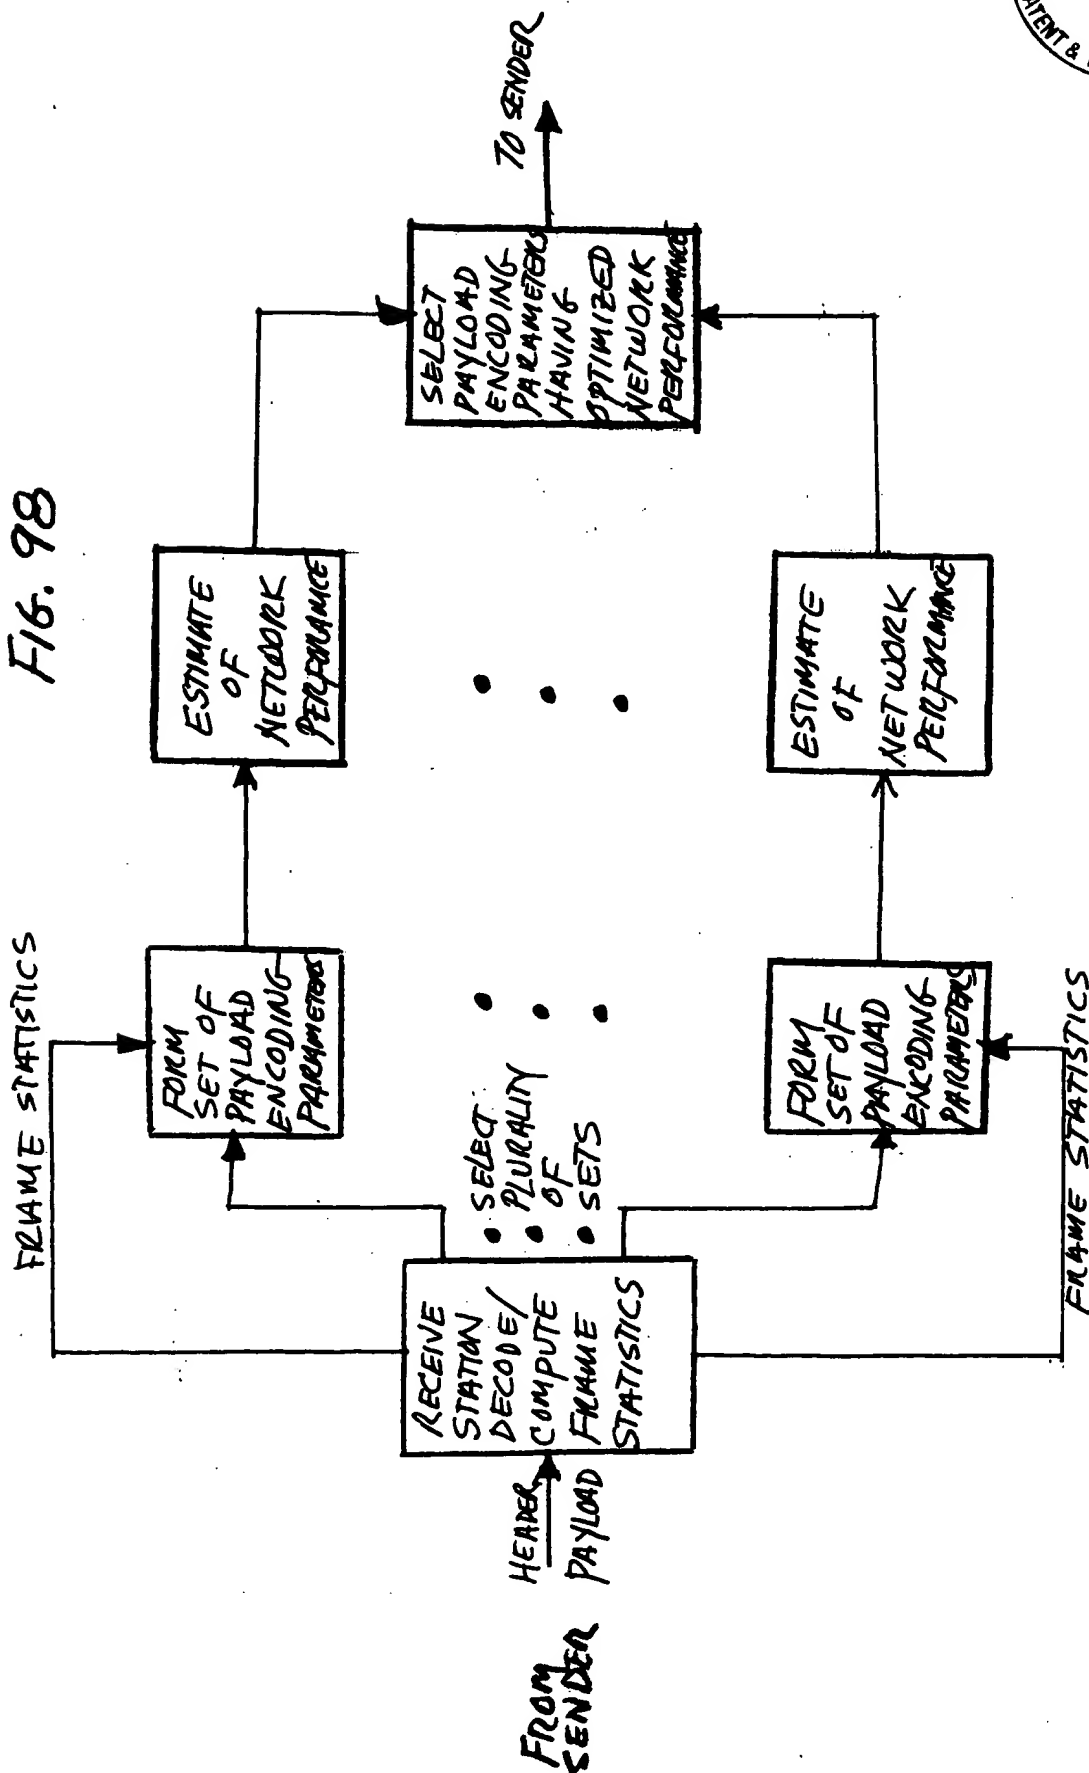 FIG. 98
FRAME STATISTICS
FROM
SENDER
HEADER
PAYLOAD
RECEIVE
STATION
DECODE/
COMPUTE
FRAME
STATISTICS
SELECT
PLURALITY
OF
SETS
FORM
SET OF
PAYLOAD
ENCODING
PARAMETERS
ESTIMATE
OF
NETWORK
PERFORMANCE
FORM
SET OF
PAYLOAD
ENCODING
PARAMETERS
ESTIMATE
OF
NETWORK
PERFORMANCE
FRAME STATISTICS
SELECT
PAYLOAD
ENCODING
PARAMETERS
HAVING
OPTIMIZED
NETWORK
PERFORMANCE
TO SENDER
PATENT &